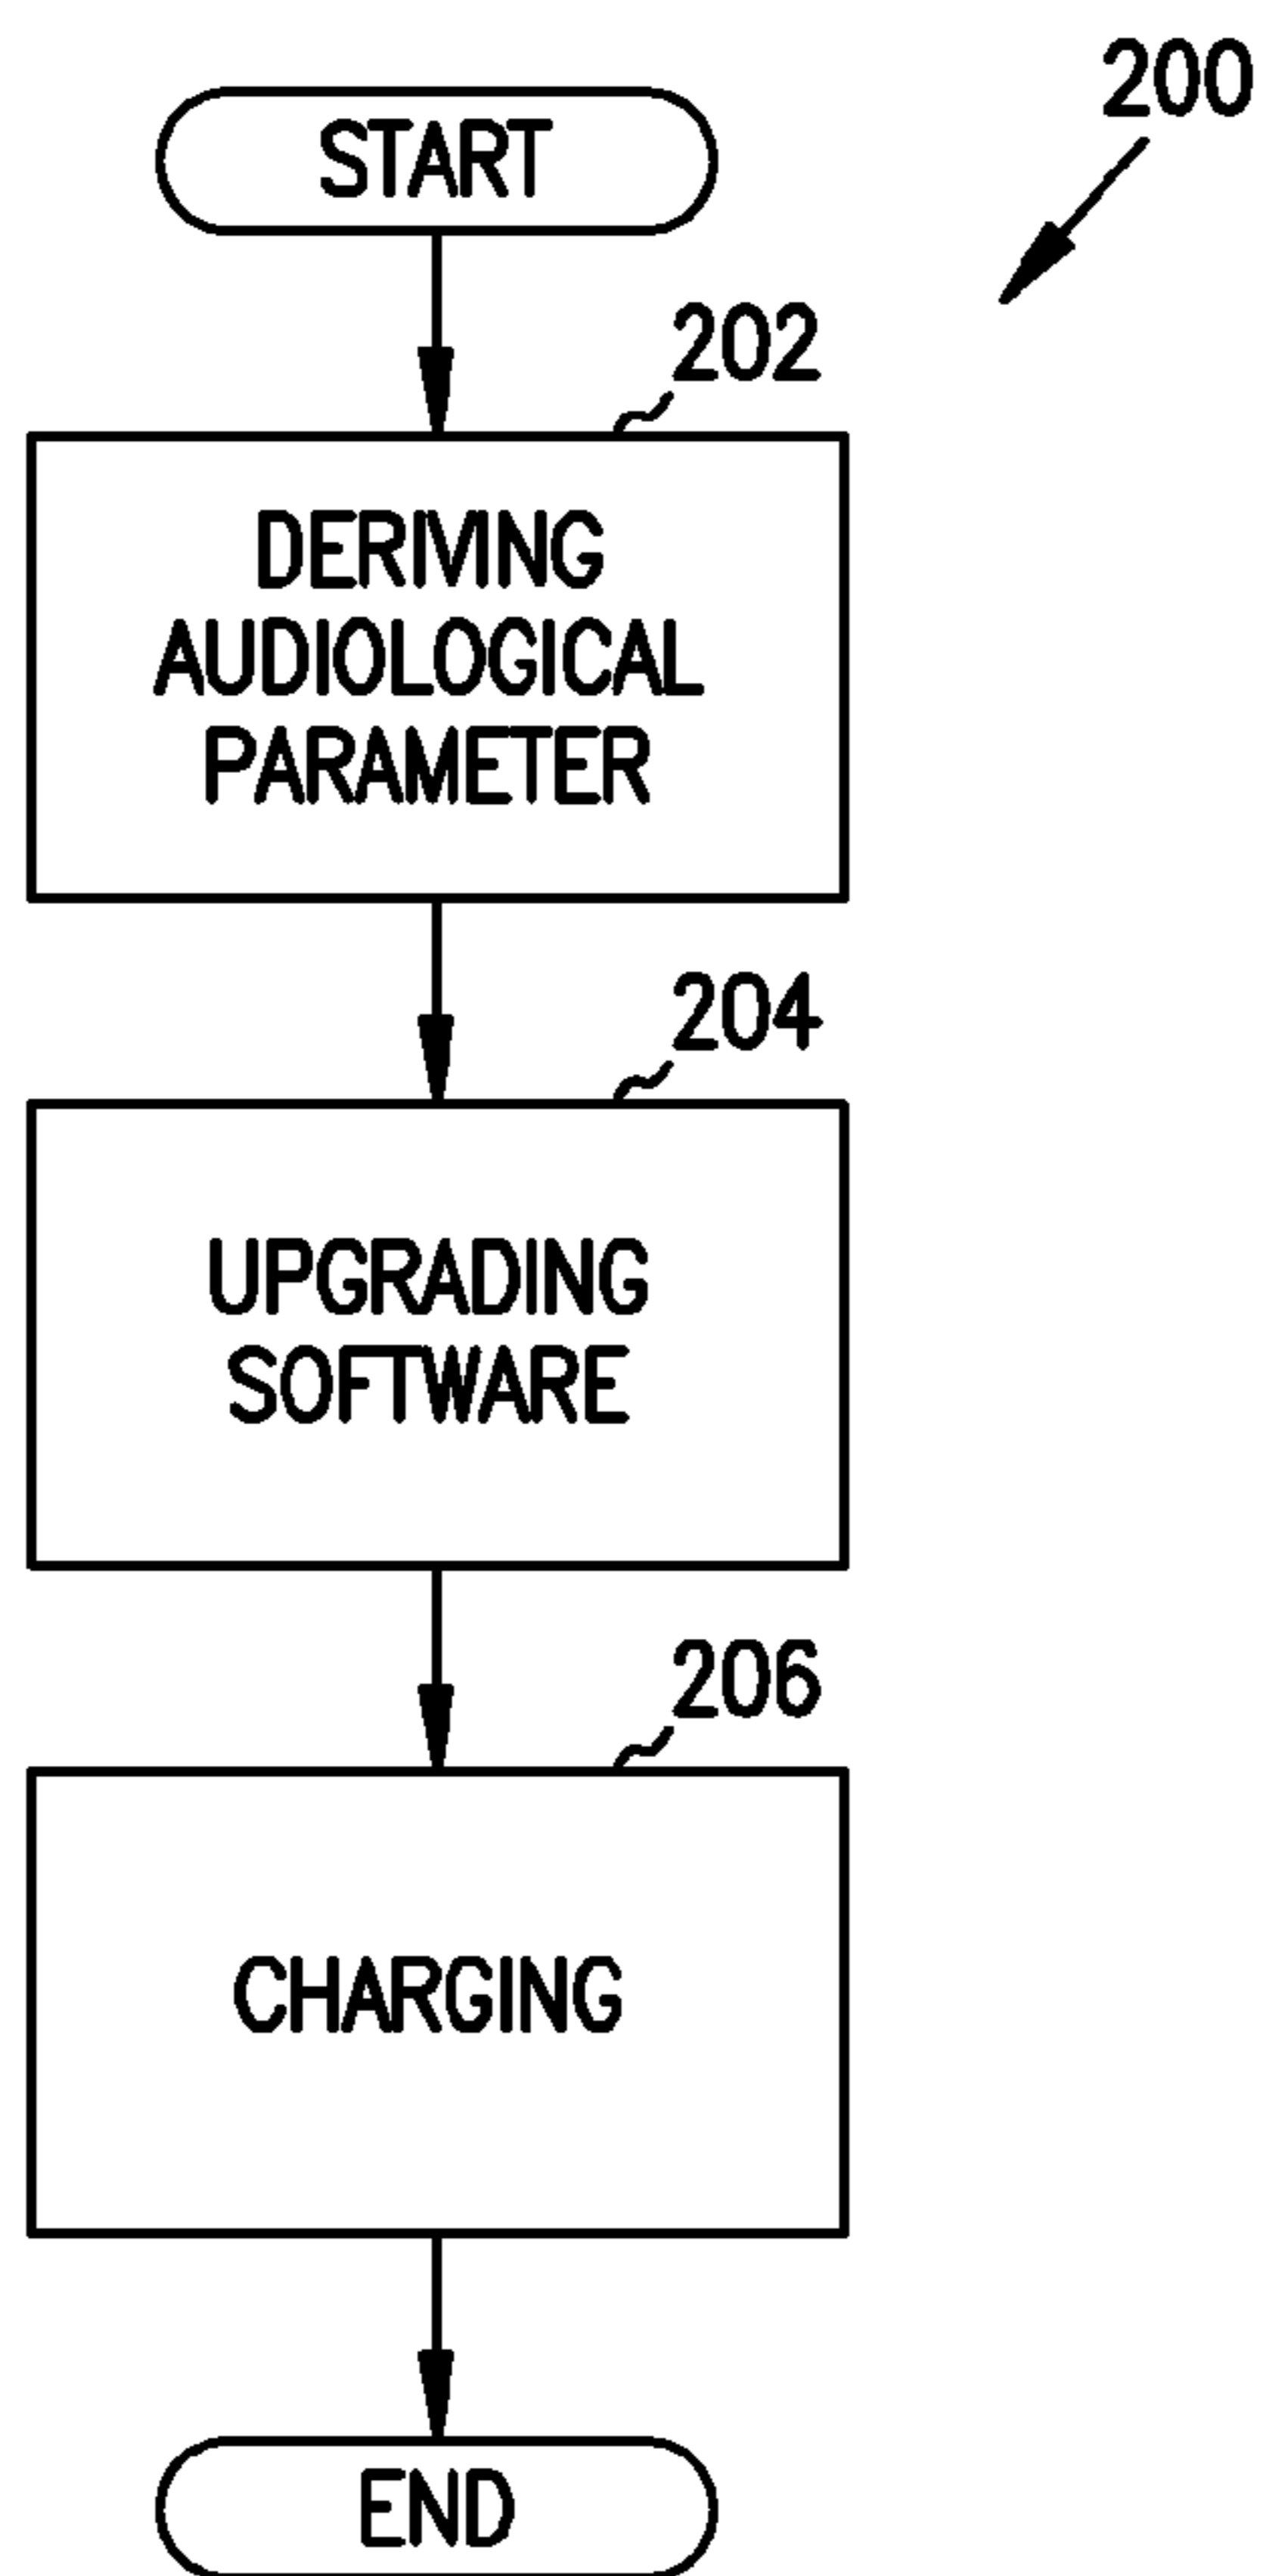 200
START
202
DERIVING
AUDIOLOGICAL
PARAMETER
204
UPGRADING
SOFTWARE
206
CHARGING
END